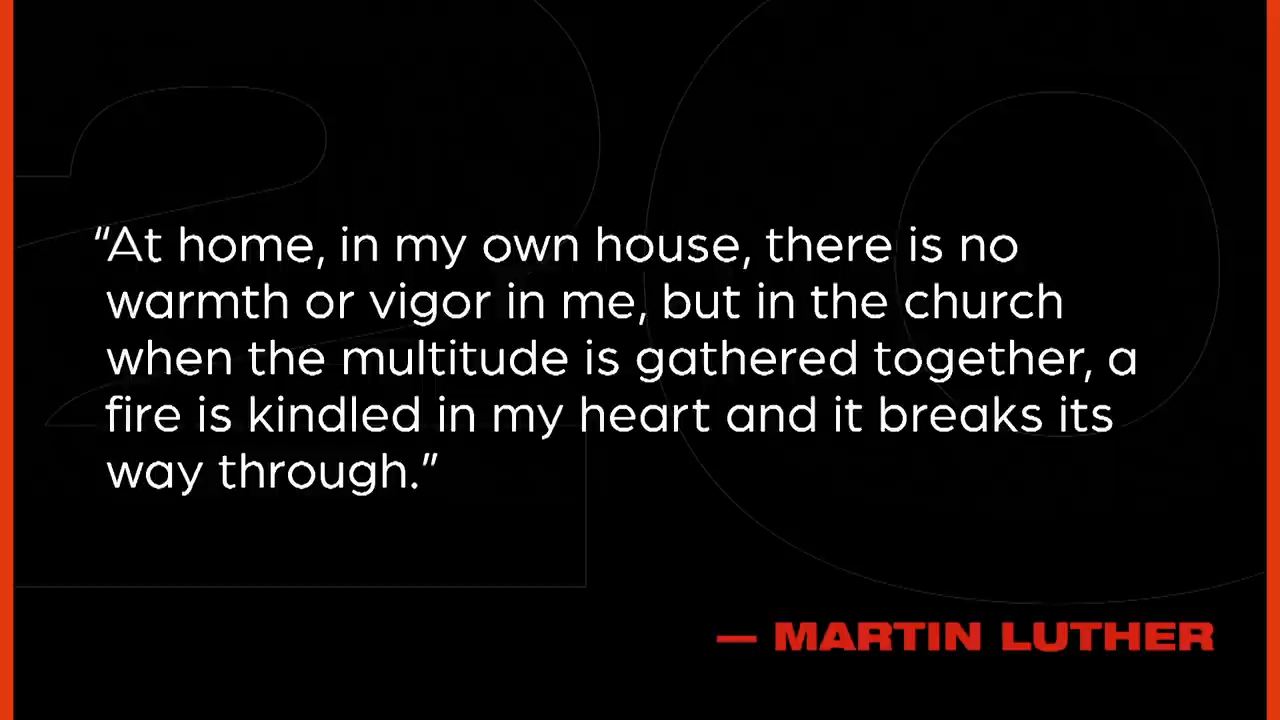 “At home, in my own house, there is no
warmth or vigor in me, but in the church
when the multitude is gathered together, a
fire is kindled in my heart and it breaks its
way through.”
— MARTIN LUTHER
20